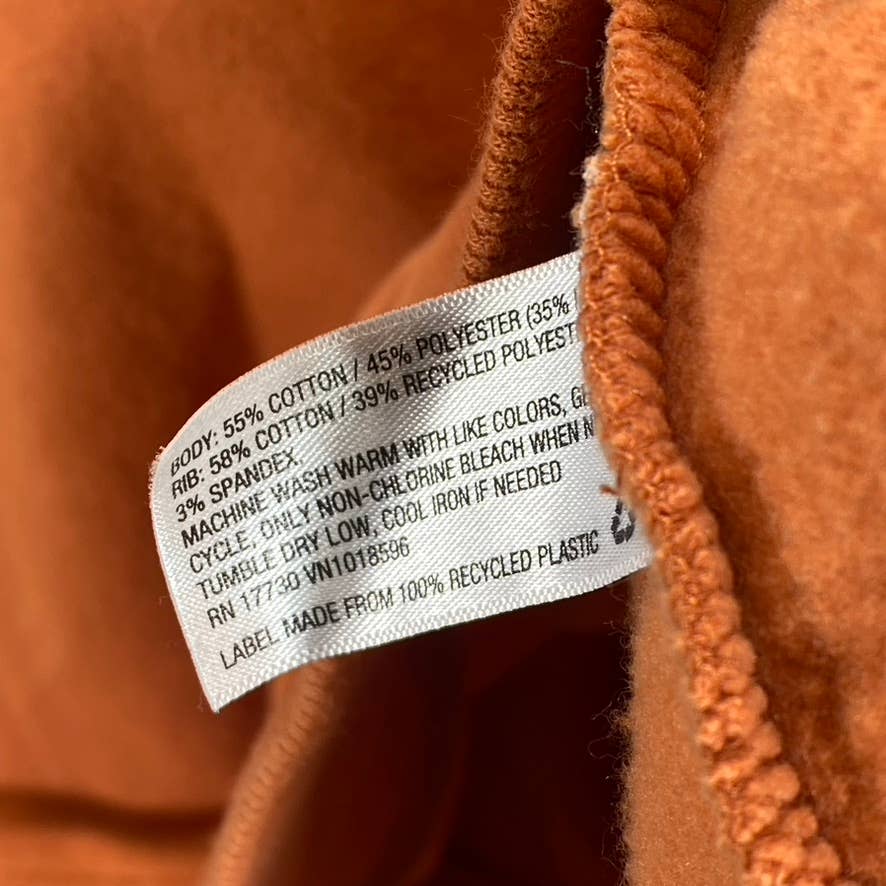 BODY: 55% COTTON / 45% POLYESTER (35%
RIB: 58% COTTON / 39% RECYCLED
3% SPANDEX
MACHINE WASH WARM WITH LIKE COLORS,
CYCLE, ONLY NON-CHLORINE BLEACH WHEN
TUMBLE DRY LOW, COOL IRON IF NEEDED
RN 17730 VN1018596
LABEL MADE FROM 100% RECYCLED PLASTIC